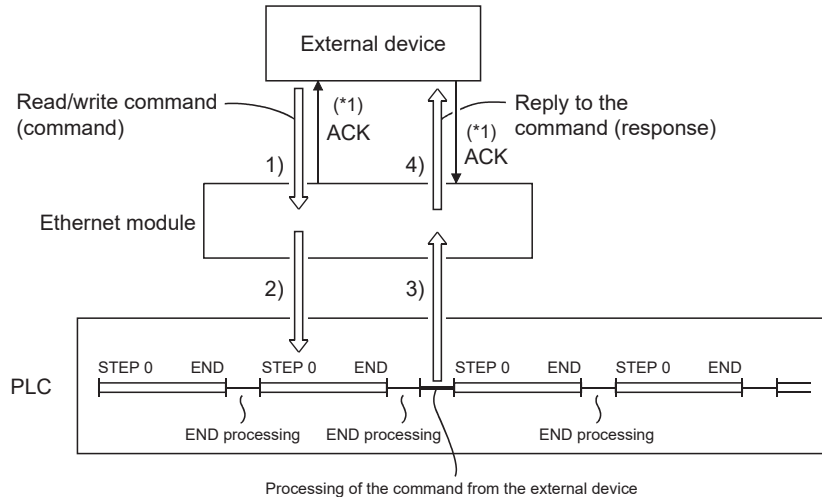 External device
Read/write command
(command)
(*1)
ACK
Reply to the
command (response)
(*1)
ACK
1)
4)
Ethernet module
2)
3)
PLC
STEP 0
END
STEP 0
END
STEP 0
END
STEP 0
END
END processing
END processing
END processing
Processing of the command from the external device